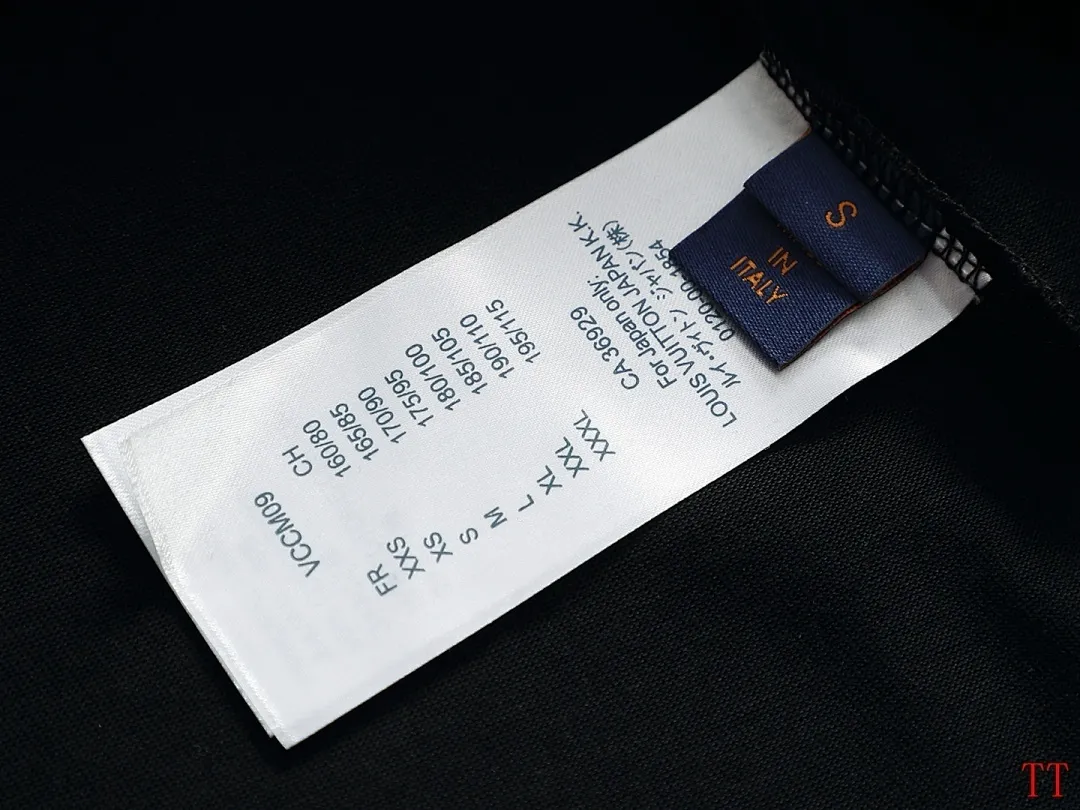 VCCM09
FR CH
XXS 160/80
XS 165/85
S 170/90
M 175/95
L 180/100
XL 185/105
XXL 190/110
XXXL 195/115
CA 36929
For Japan only:
LOUIS VUITTON JAPAN K.K.
ルイ・ヴィトン ジャパン(株)
0120-00-1854
S
IN
ITALY
TT